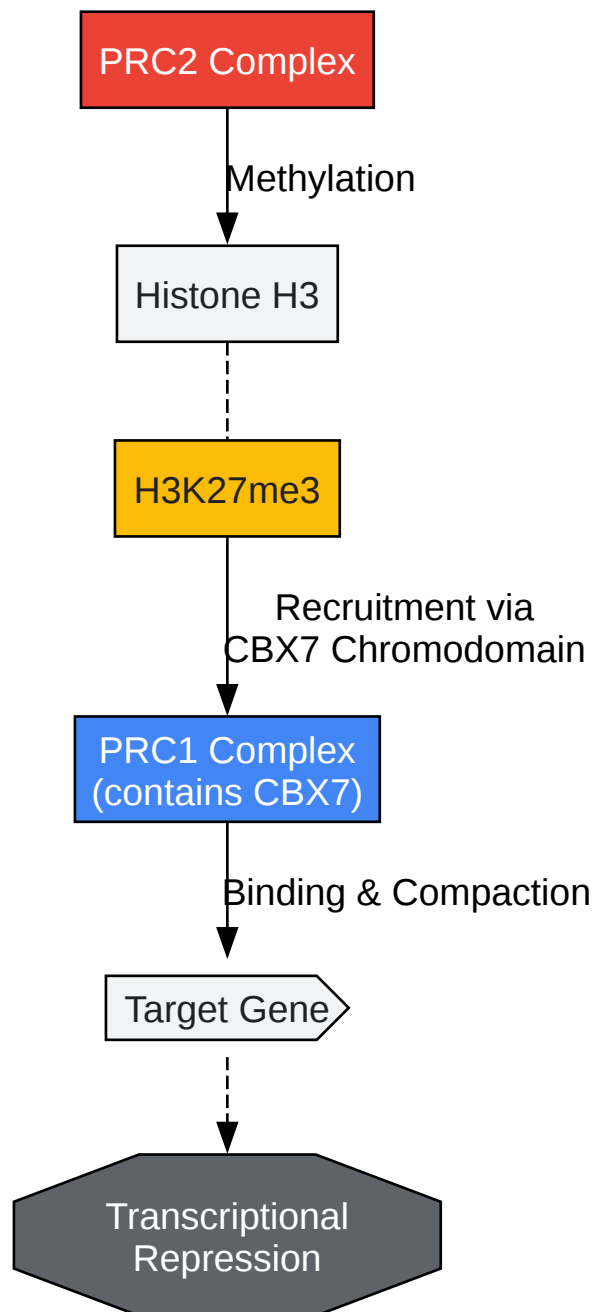 PRC2 Complex
Methylation
Histone H3
H3K27me3
Recruitment via
CBX7 Chromodomain
PRC1 Complex
(contains CBX7)
Binding & Compaction
Target Gene
Transcriptional
Repression